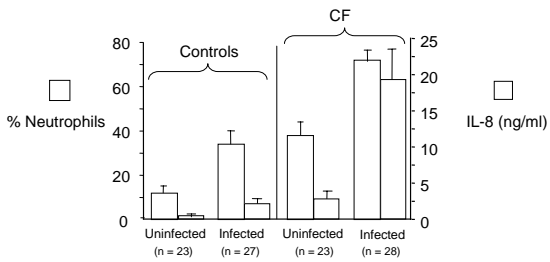 CF
Controls
80
60
40
20
0
% Neutrophils
25
20
15
10
5
0
IL-8 (ng/ml)
Uninfected Infected Uninfected Infected
(n = 23) (n = 27) (n = 23) (n = 28)